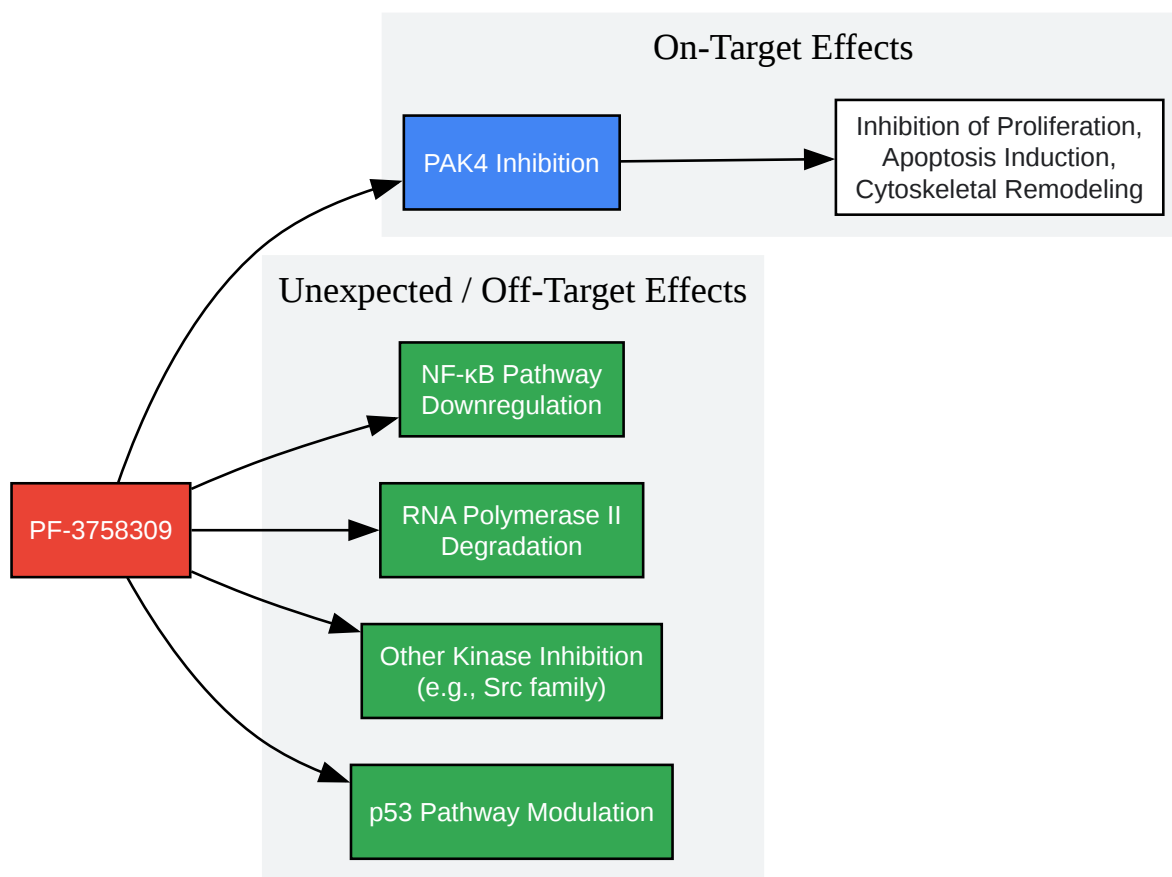 On-Target Effects
PAK4 Inhibition
Inhibition of Proliferation,
Apoptosis Induction,
Cytoskeletal Remodeling
Unexpected / Off-Target Effects
NF-κB Pathway
Downregulation
PF-3758309
RNA Polymerase II
Degradation
Other Kinase Inhibition
(e.g., Src family)
p53 Pathway Modulation